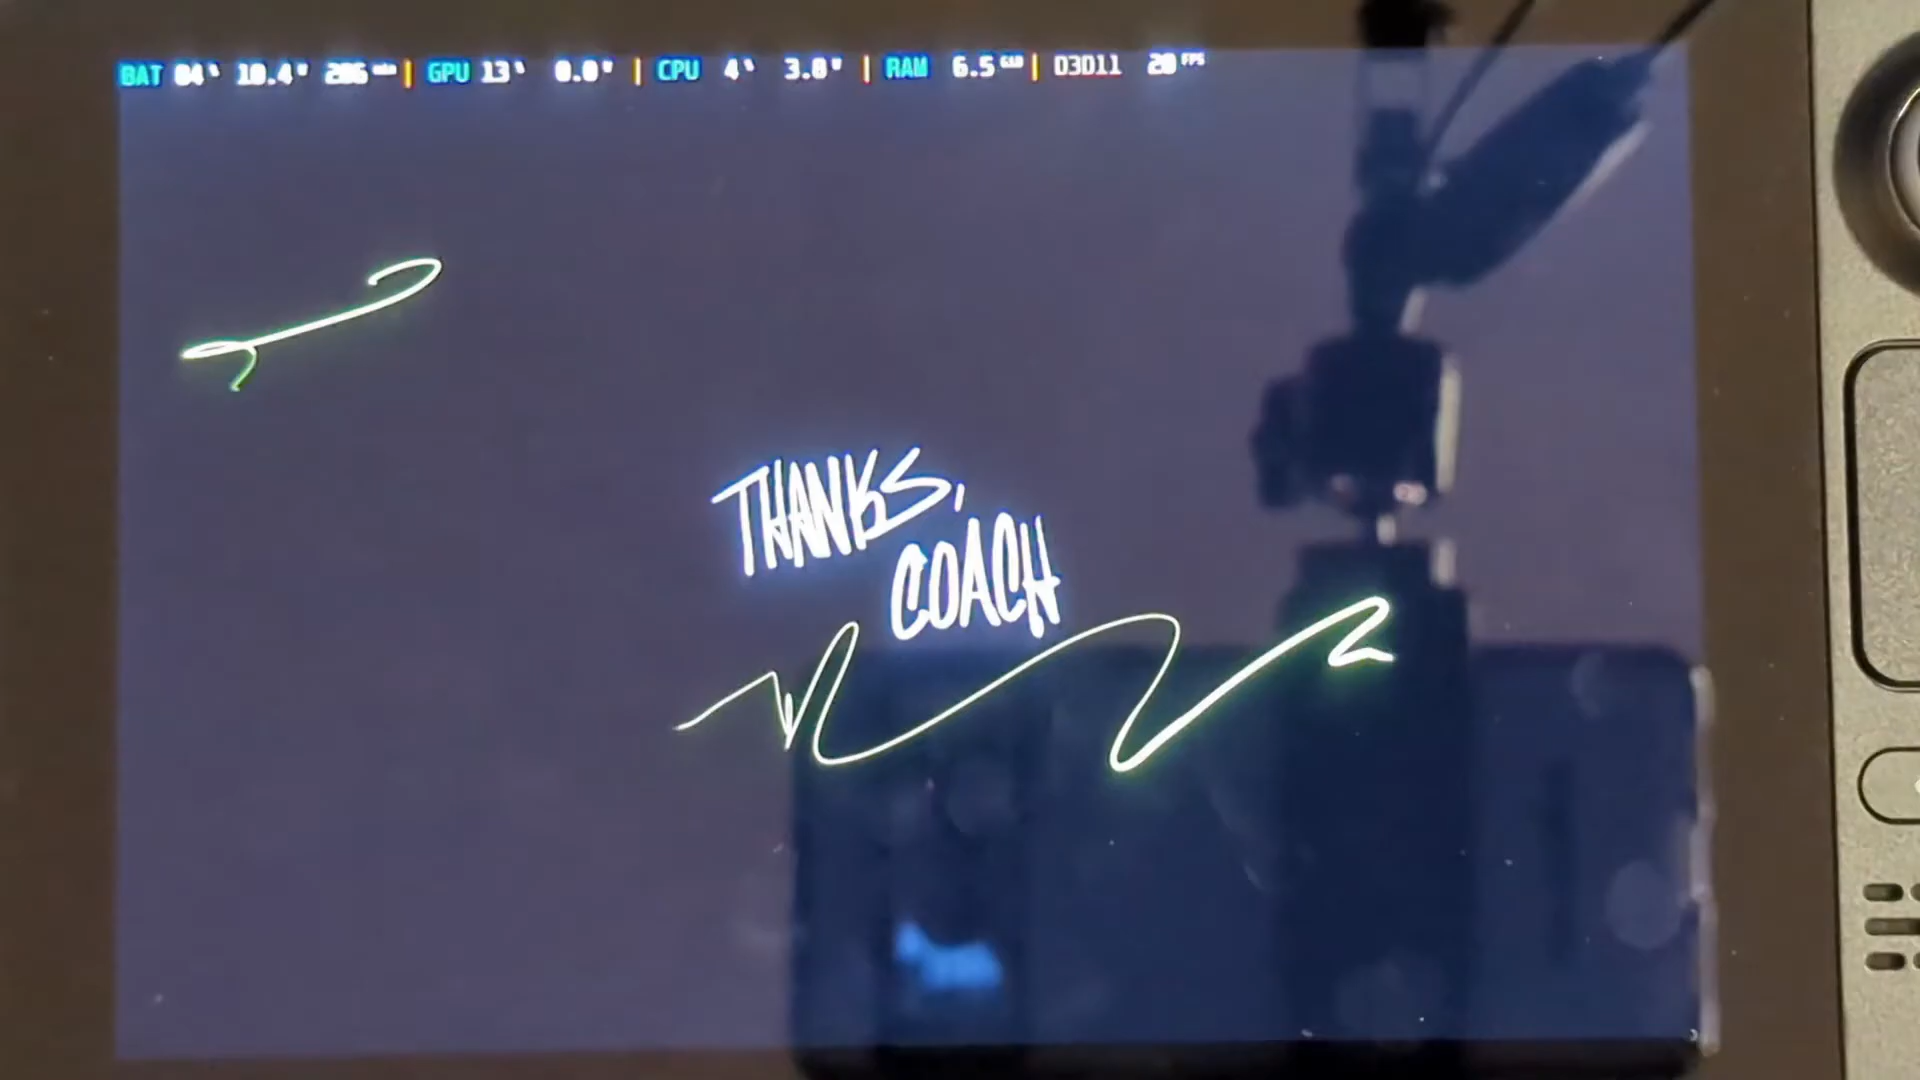 BAT 84% 10.4W 206min | GPU 13% 0.0W | CPU 4% 3.8W | RAM 6.5GiB | D3D11 20FPS
THANKS,
COACH